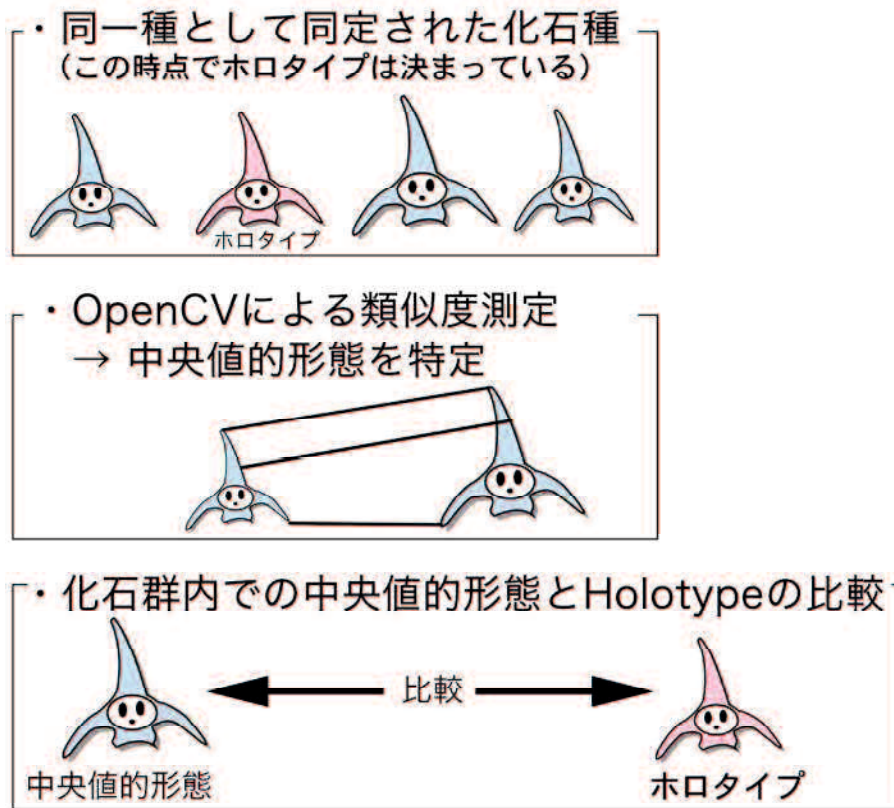 ・同一種として同定された化石種
（この時点でホロタイプは決まっている）
ホロタイプ
・OpenCVによる類似度測定
→ 中央値的形態を特定
・化石群内での中央値的形態とHolotypeの比較
比較
中央値的形態
ホロタイプ